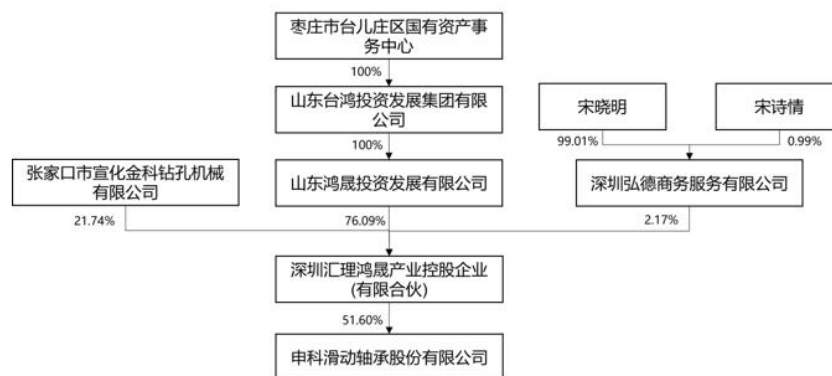 枣庄市台儿庄区国有资产事
务中心
100%
山东台鸿投资发展集团有限
公司
宋晓明
宋诗情
100%
99.01%
0.99%
张家口市宣化金科钻孔机械
有限公司
山东鸿晟投资发展有限公司
深圳弘德商务服务有限公司
21.74%
76.09%
2.17%
深圳汇理鸿晟产业控股企业
(有限合伙)
51.60%
申科滑动轴承股份有限公司